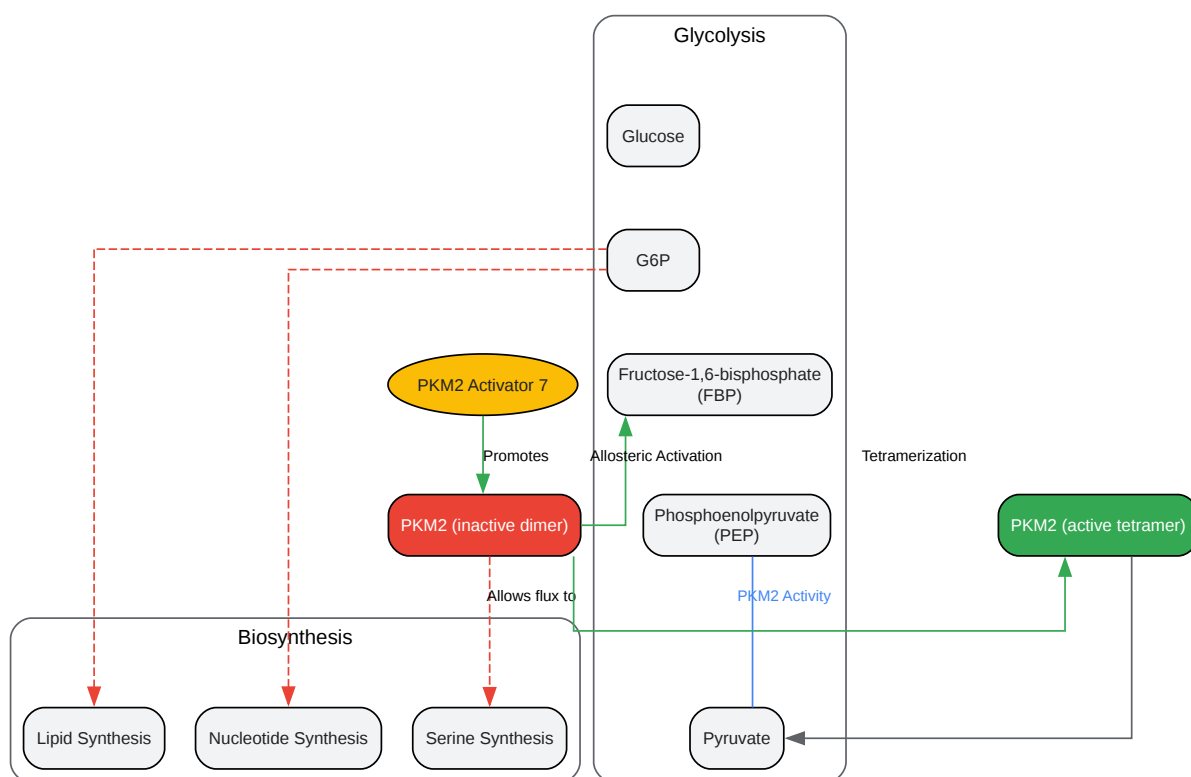 Glycolysis
Glucose
G6P
PKM2 Activator 7
Fructose-1,6-bisphosphate
(FBP)
Promotes
Allosteric Activation
Tetramerization
PKM2 (inactive dimer)
Phosphoenolpyruvate
(PEP)
PKM2 (active tetramer)
Allows flux to
PKM2 Activity
Biosynthesis
Lipid Synthesis
Nucleotide Synthesis
Serine Synthesis
Pyruvate